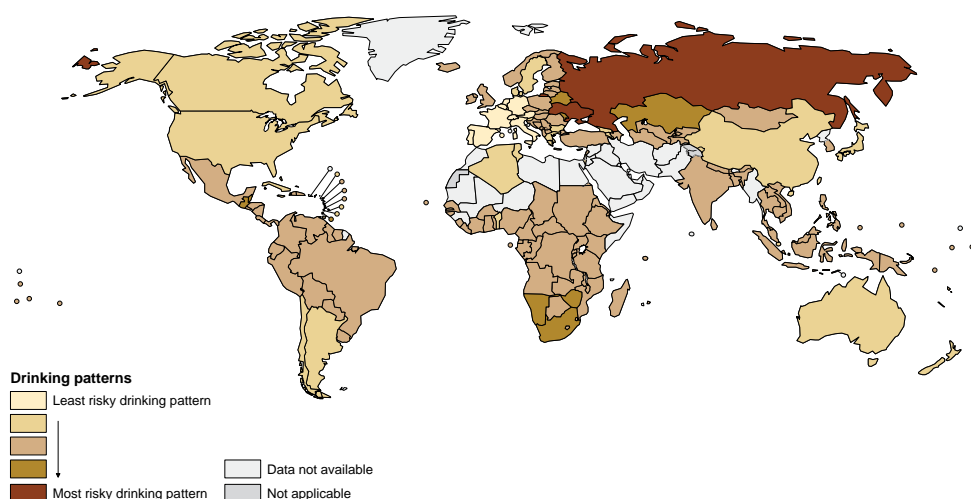 Drinking patterns
Least risky drinking pattern
Data not available
Most risky drinking pattern
Not applicable